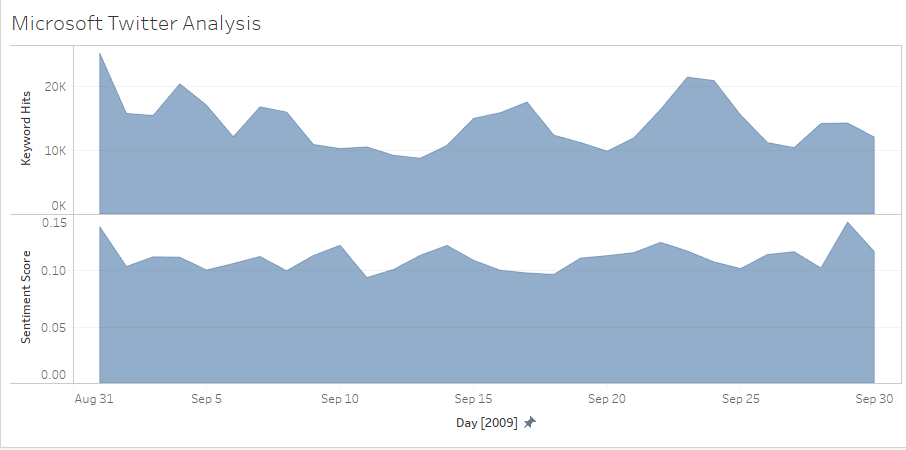 Microsoft Twitter Analysis
Keyword Hits
20K
10K
0K
Sentiment Score
0.15
0.10
0.05
0.00
Aug 31 Sep 5 Sep 10 Sep 15 Sep 20 Sep 25 Sep 30
Day [2009]